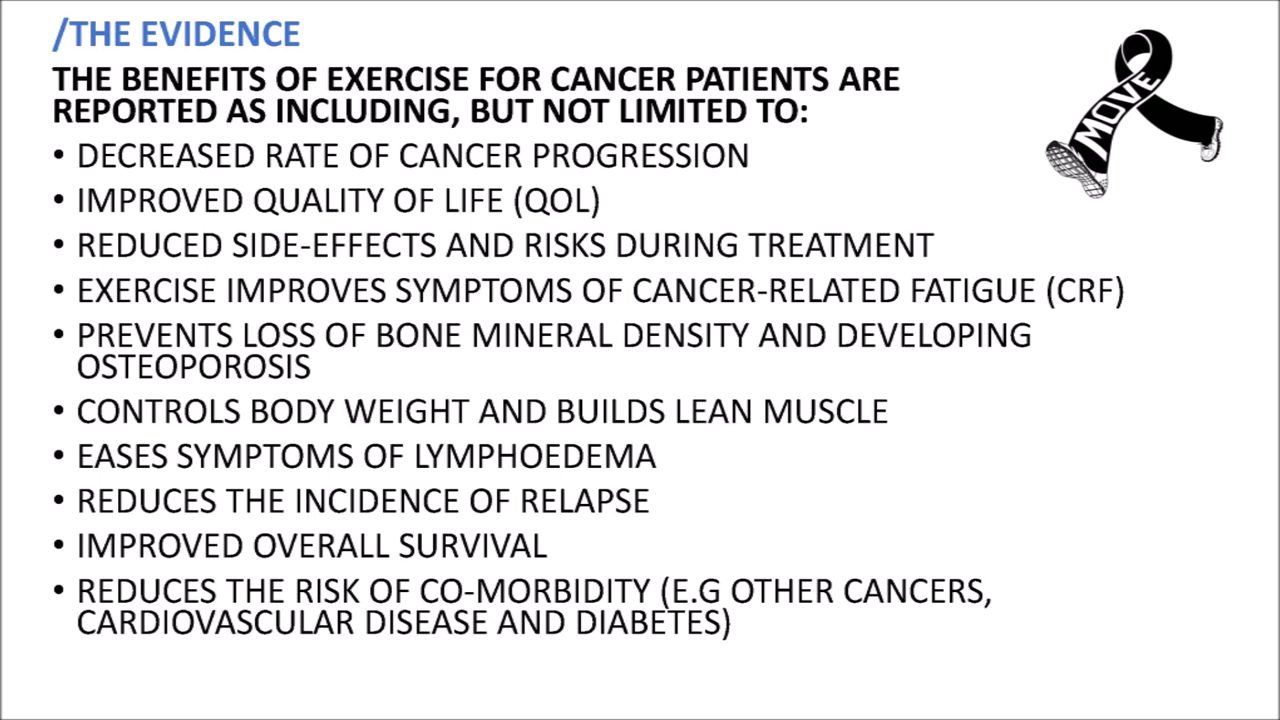 /THE EVIDENCE
THE BENEFITS OF EXERCISE FOR CANCER PATIENTS ARE
REPORTED AS INCLUDING, BUT NOT LIMITED TO:
MOVE
• DECREASED RATE OF CANCER PROGRESSION
• IMPROVED QUALITY OF LIFE (QOL)
• REDUCED SIDE-EFFECTS AND RISKS DURING TREATMENT
• EXERCISE IMPROVES SYMPTOMS OF CANCER-RELATED FATIGUE (CRF)
• PREVENTS LOSS OF BONE MINERAL DENSITY AND DEVELOPING
OSTEOPOROSIS
• CONTROLS BODY WEIGHT AND BUILDS LEAN MUSCLE
• EASES SYMPTOMS OF LYMPHOEDEMA
• REDUCES THE INCIDENCE OF RELAPSE
• IMPROVED OVERALL SURVIVAL
• REDUCES THE RISK OF CO-MORBIDITY (E.G OTHER CANCERS,
CARDIOVASCULAR DISEASE AND DIABETES)